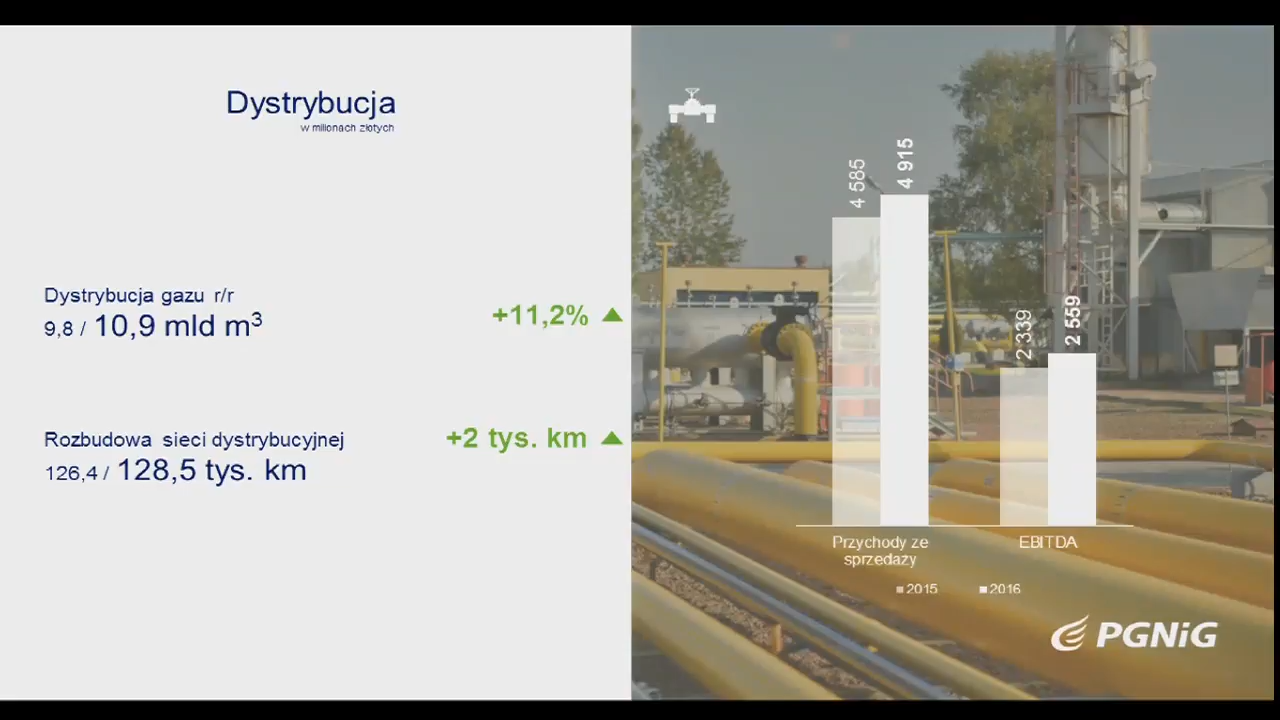 Dystrybucja
w milionach złotych
Dystrybucja gazu r/r
9,8 / 10,9 mld m³
+11,2%
Rozbudowa sieci dystrybucyjnej
126,4 / 128,5 tys. km
+2 tys. km
4 585
4 915
2 339
2 559
Przychody ze
sprzedaży
EBITDA
2015
2016
PGNiG